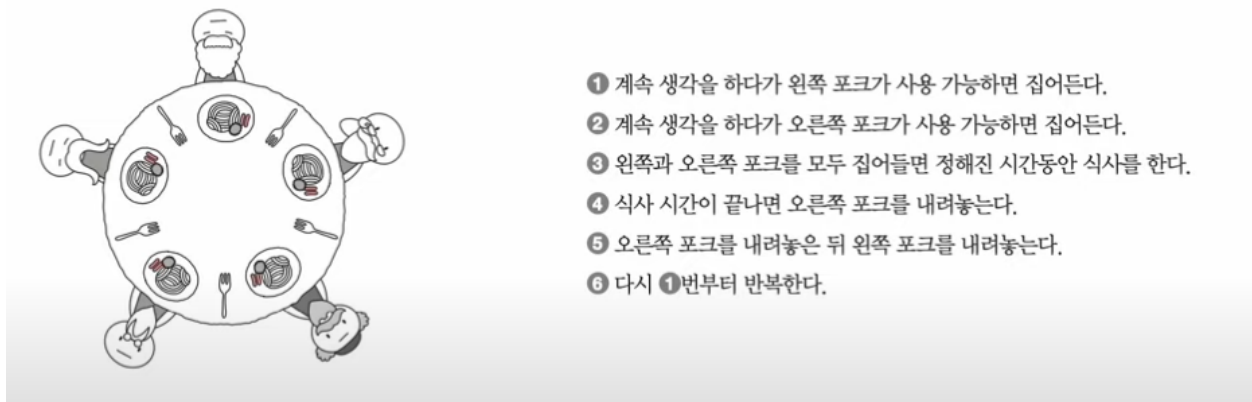 ❶ 계속 생각을 하다가 왼쪽 포크가 사용 가능하면 집어든다.
❷ 계속 생각을 하다가 오른쪽 포크가 사용 가능하면 집어든다.
❸ 왼쪽과 오른쪽 포크를 모두 집어들면 정해진 시간동안 식사를 한다.
❹ 식사 시간이 끝나면 오른쪽 포크를 내려놓는다.
❺ 오른쪽 포크를 내려놓은 뒤 왼쪽 포크를 내려놓는다.
❻ 다시 ❶번부터 반복한다.